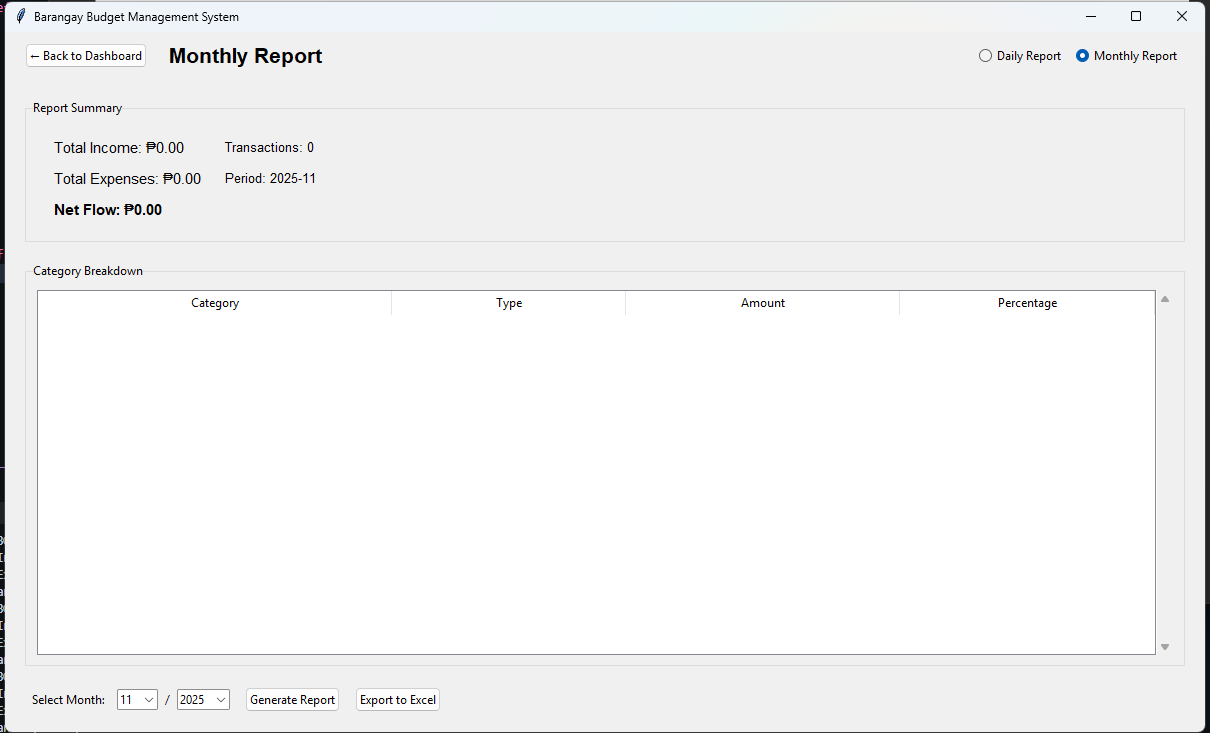 Barangay Budget Management System
← Back to Dashboard Monthly Report Daily Report Monthly Report
Report Summary
Total Income: ₱0.00 Transactions: 0
Total Expenses: ₱0.00 Period: 2025-11
Net Flow: ₱0.00
Category Breakdown
Category Type Amount Percentage
Select Month: 11 / 2025 Generate Report Export to Excel